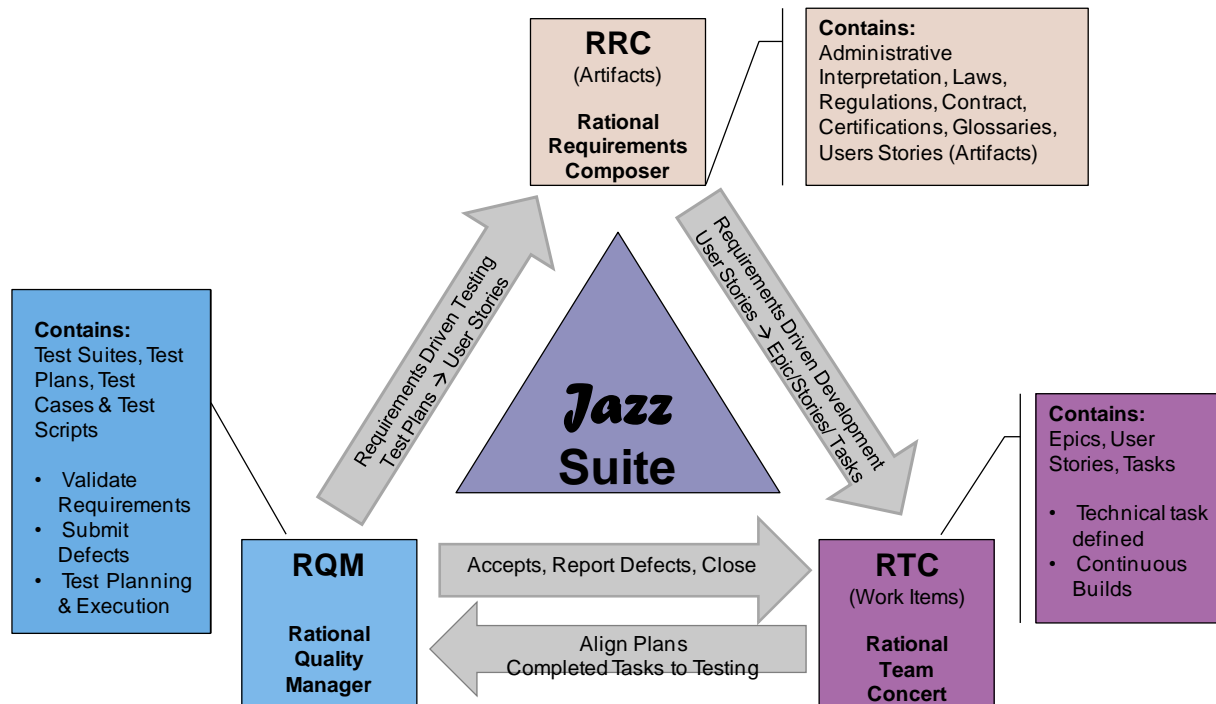 RRC
(Artifacts)
Rational
Requirements
Composer
Contains:
Administrative
Interpretation, Laws,
Regulations, Contract,
Certifications, Glossaries,
Users Stories (Artifacts)
Requirements Driven Testing
Test Plans → User Stories
Requirements Driven Development
User Stories → Epic/Stories/ Tasks
Jazz
Suite
Contains:
Test Suites, Test
Plans, Test
Cases & Test
Scripts
• Validate
Requirements
• Submit
Defects
• Test Planning
& Execution
Contains:
Epics, User
Stories, Tasks
• Technical task
defined
• Continuous
Builds
RQM
Rational
Quality
Manager
Accepts, Report Defects, Close
Align Plans
Completed Tasks to Testing
RTC
(Work Items)
Rational
Team
Concert